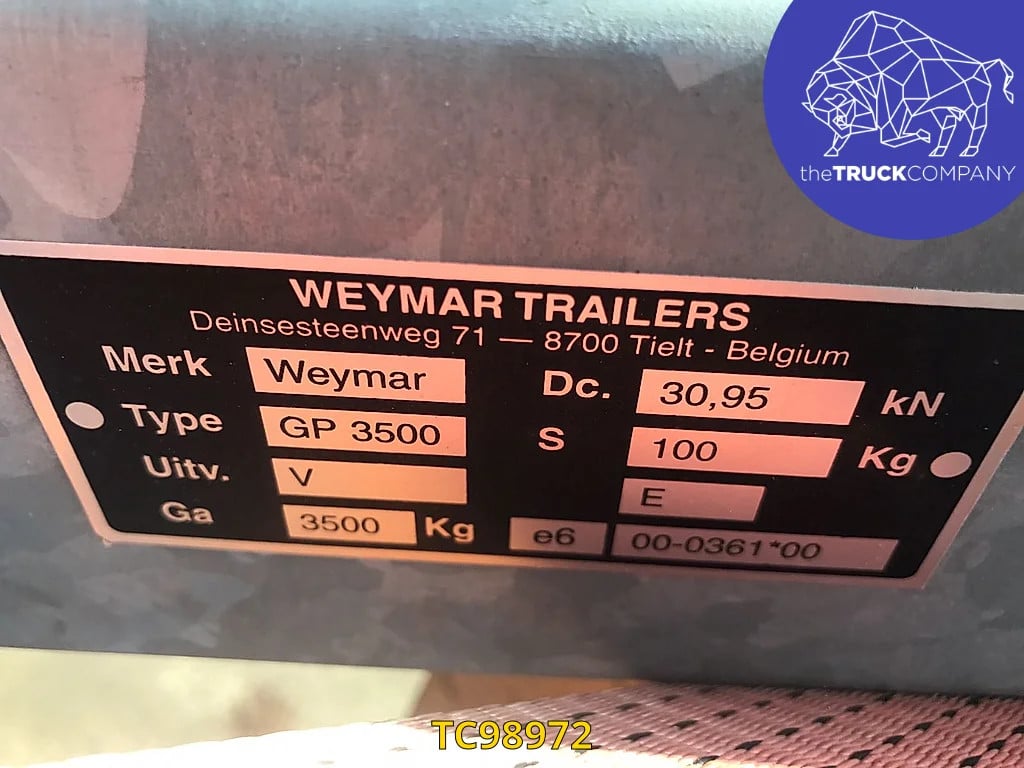 theTRUCKCOMPANY
WEYMAR TRAILERS
Deinsesteenweg 71 — 8700 Tielt - Belgium
Merk Weymar Dc. 30,95 kN
Type GP 3500 S 100 Kg
Uitv. V E
Ga 3500 Kg e6 00-0361*00
TC98972